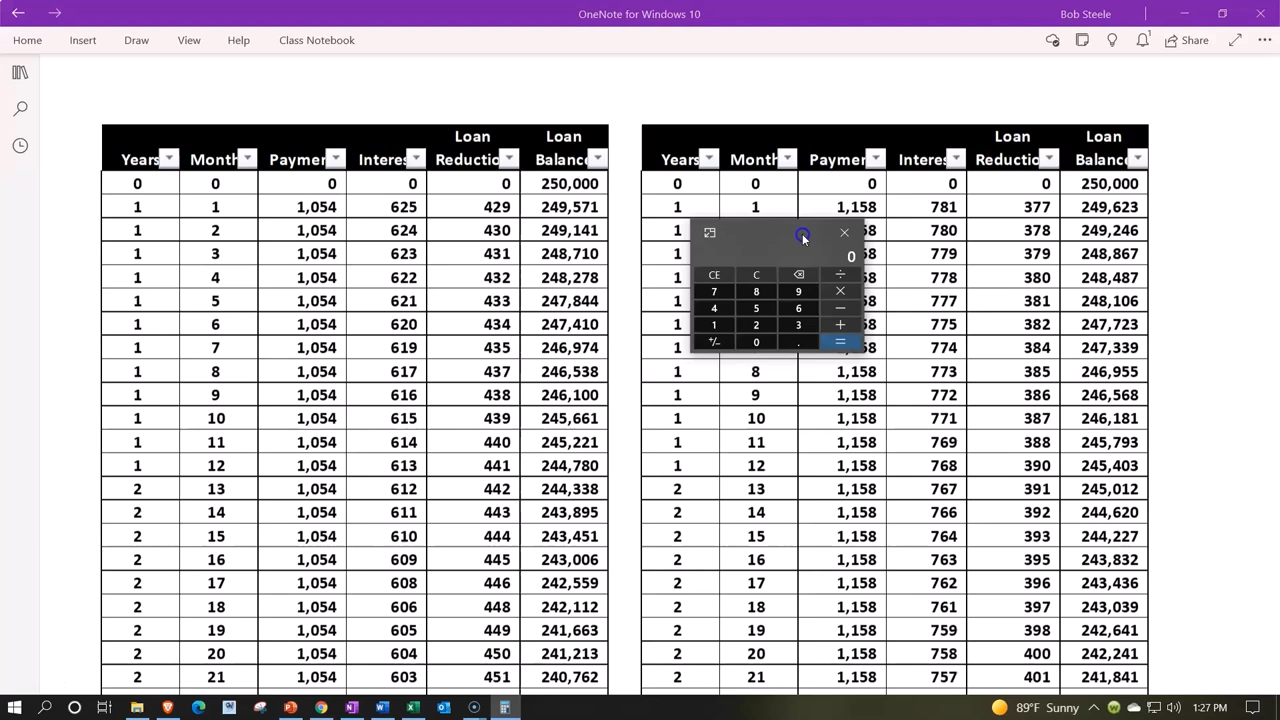 OneNote for Windows 10
Bob Steele
Home Insert Draw View Help Class Notebook
1 Share
Loan Loan
Years Month Paymer Interes Reductio Balanc
0 0 0 0 0 250,000
1 1 1,054 625 429 249,571
1 2 1,054 624 430 249,141
1 3 1,054 623 431 248,710
1 4 1,054 622 432 248,278
1 5 1,054 621 433 247,844
1 6 1,054 620 434 247,410
1 7 1,054 619 435 246,974
1 8 1,054 617 437 246,538
1 9 1,054 616 438 246,100
1 10 1,054 615 439 245,661
1 11 1,054 614 440 245,221
1 12 1,054 613 441 244,780
2 13 1,054 612 442 244,338
2 14 1,054 611 443 243,895
2 15 1,054 610 444 243,451
2 16 1,054 609 445 243,006
2 17 1,054 608 446 242,559
2 18 1,054 606 448 242,112
2 19 1,054 605 449 241,663
2 20 1,054 604 450 241,213
2 21 1,054 603 451 240,762
Loan Loan
Years Month Paymer Interes Reductio Balanc
0 0 0 0 0 250,000
1 1 1,158 781 377 249,623
1 780 378 249,246
1 779 379 248,867
1 778 380 248,487
1 777 381 248,106
1 775 382 247,723
1 774 384 247,339
1 8 1,158 773 385 246,955
1 9 1,158 772 386 246,568
1 10 1,158 771 387 246,181
1 11 1,158 769 388 245,793
1 12 1,158 768 390 245,403
2 13 1,158 767 391 245,012
2 14 1,158 766 392 244,620
2 15 1,158 764 393 244,227
2 16 1,158 763 395 243,832
2 17 1,158 762 396 243,436
2 18 1,158 761 397 243,039
2 19 1,158 759 398 242,641
2 20 1,158 758 400 242,241
2 21 1,158 757 401 241,841
0
CE C ÷
7 8 9 ×
4 5 6 −
1 2 3 +
+/− 0 . =
89°F Sunny 1:27 PM